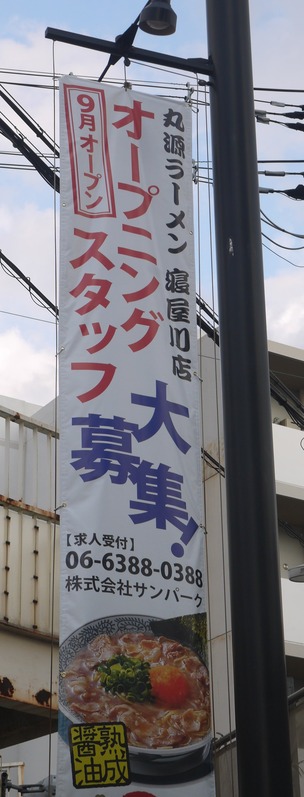 丸源ラーメン 寝屋川店
オープニング
スタッフ
9月オープン
大募集!
【求人受付】
06-6388-0388
株式会社サンパーク
熟成
醤油